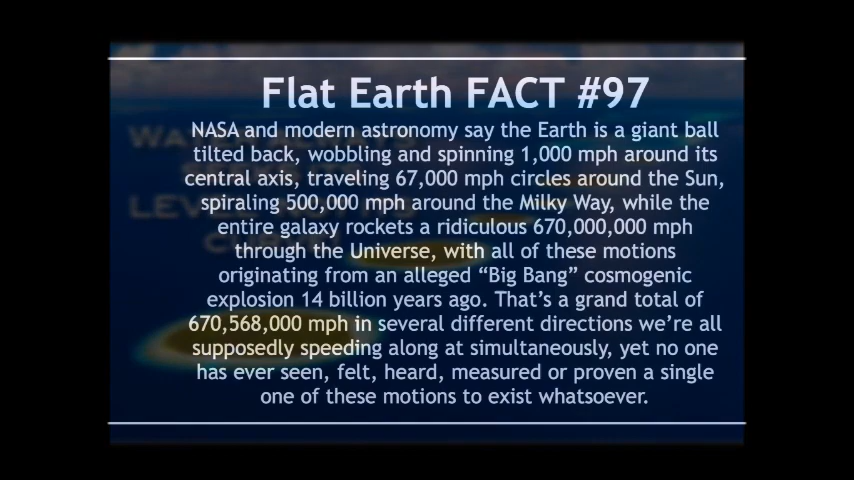 Flat Earth FACT #97
NASA and modern astronomy say the Earth is a giant ball
tilted back, wobbling and spinning 1,000 mph around its
central axis, traveling 67,000 mph circles around the Sun,
spiraling 500,000 mph around the Milky Way, while the
entire galaxy rockets a ridiculous 670,000,000 mph
through the Universe, with all of these motions
originating from an alleged “Big Bang” cosmogenic
explosion 14 billion years ago. That’s a grand total of
670,568,000 mph in several different directions we’re all
supposedly speeding along at simultaneously, yet no one
has ever seen, felt, heard, measured or proven a single
one of these motions to exist whatsoever.